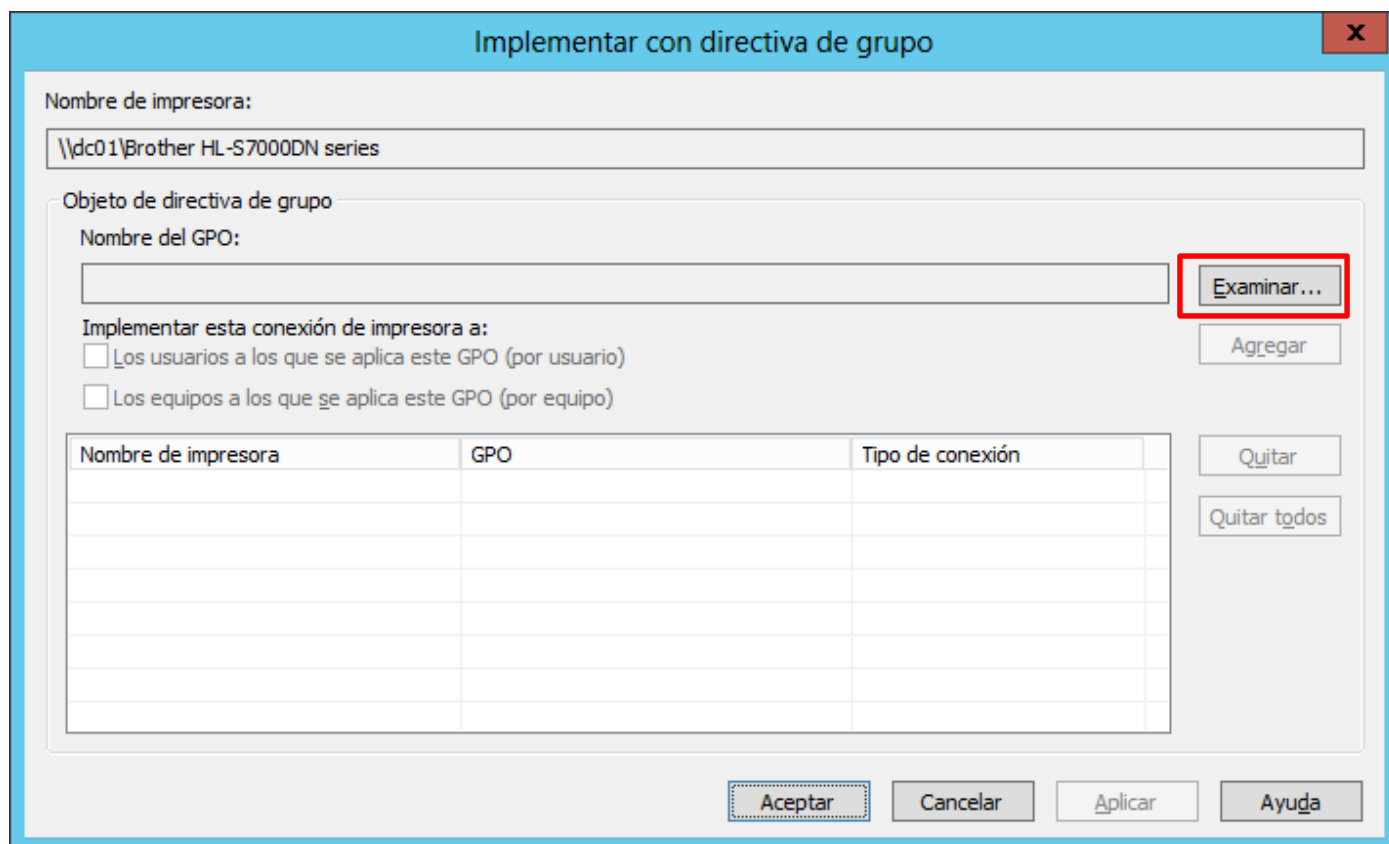 Implementar con directiva de grupo
x
Nombre de impresora:
\\dc01\Brother HL-S7000DN series
Objeto de directiva de grupo
Nombre del GPO:
Examinar...
Implementar esta conexión de impresora a:
Los usuarios a los que se aplica este GPO (por usuario)
Agregar
Los equipos a los que se aplica este GPO (por equipo)
Nombre de impresora GPO Tipo de conexión
Quitar
Quitar todos
Aceptar Cancelar Aplicar Ayuda